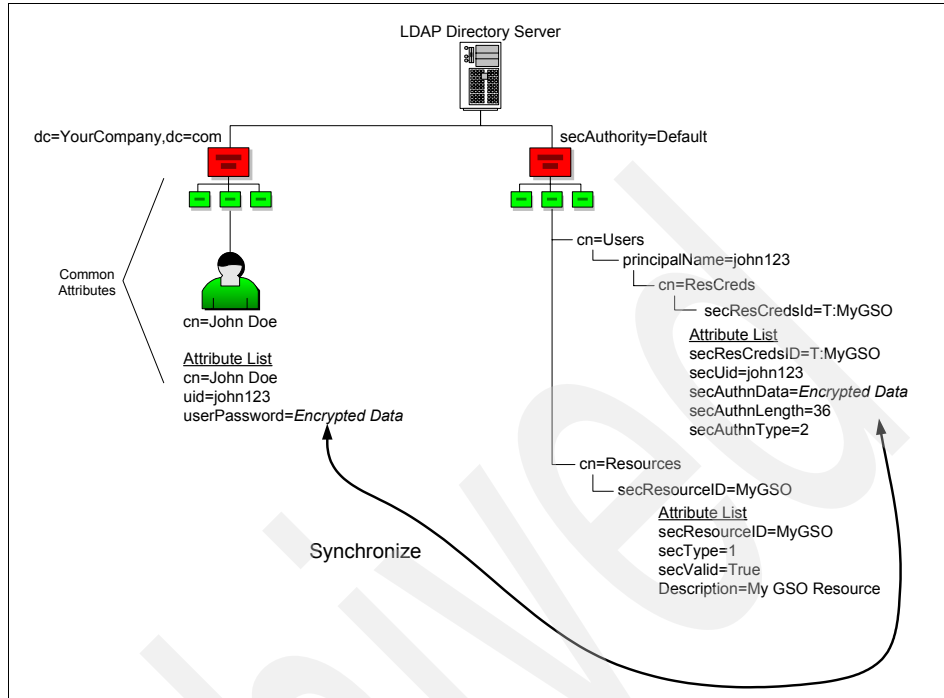 LDAP Directory Server
dc=YourCompany,dc=com
secAuthority=Default
Common
Attributes
cn=John Doe
Attribute List
cn=John Doe
uid=john123
userPassword=Encrypted Data
cn=Users
principalName=john123
cn=ResCreds
secResCredsId=T:MyGSO
Attribute List
secResCredsID=T:MyGSO
secUid=john123
secAuthnData=Encrypted Data
secAuthnLength=36
secAuthnType=2
cn=Resources
secResourceID=MyGSO
Attribute List
secResourceID=MyGSO
secType=1
secValid=True
Description=My GSO Resource
Synchronize